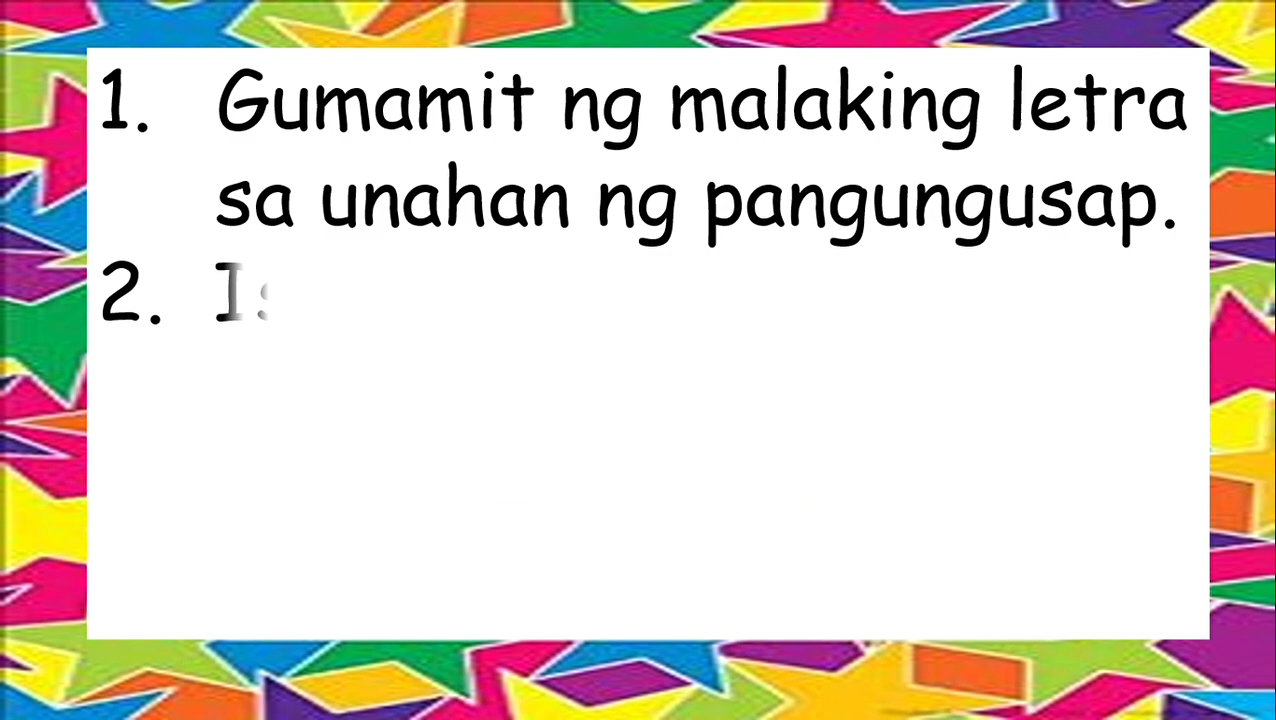 1. Gumamit ng malaking letra
sa unahan ng pangungusap.
2.